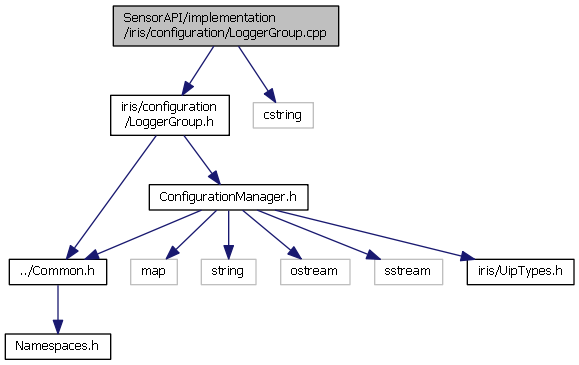 SensorAPI/implementation
/iris/configuration/LoggerGroup.cpp
iris/configuration
/LoggerGroup.h
cstring
ConfigurationManager.h
../Common.h
map
string
ostream
sstream
iris/UipTypes.h
Namespaces.h